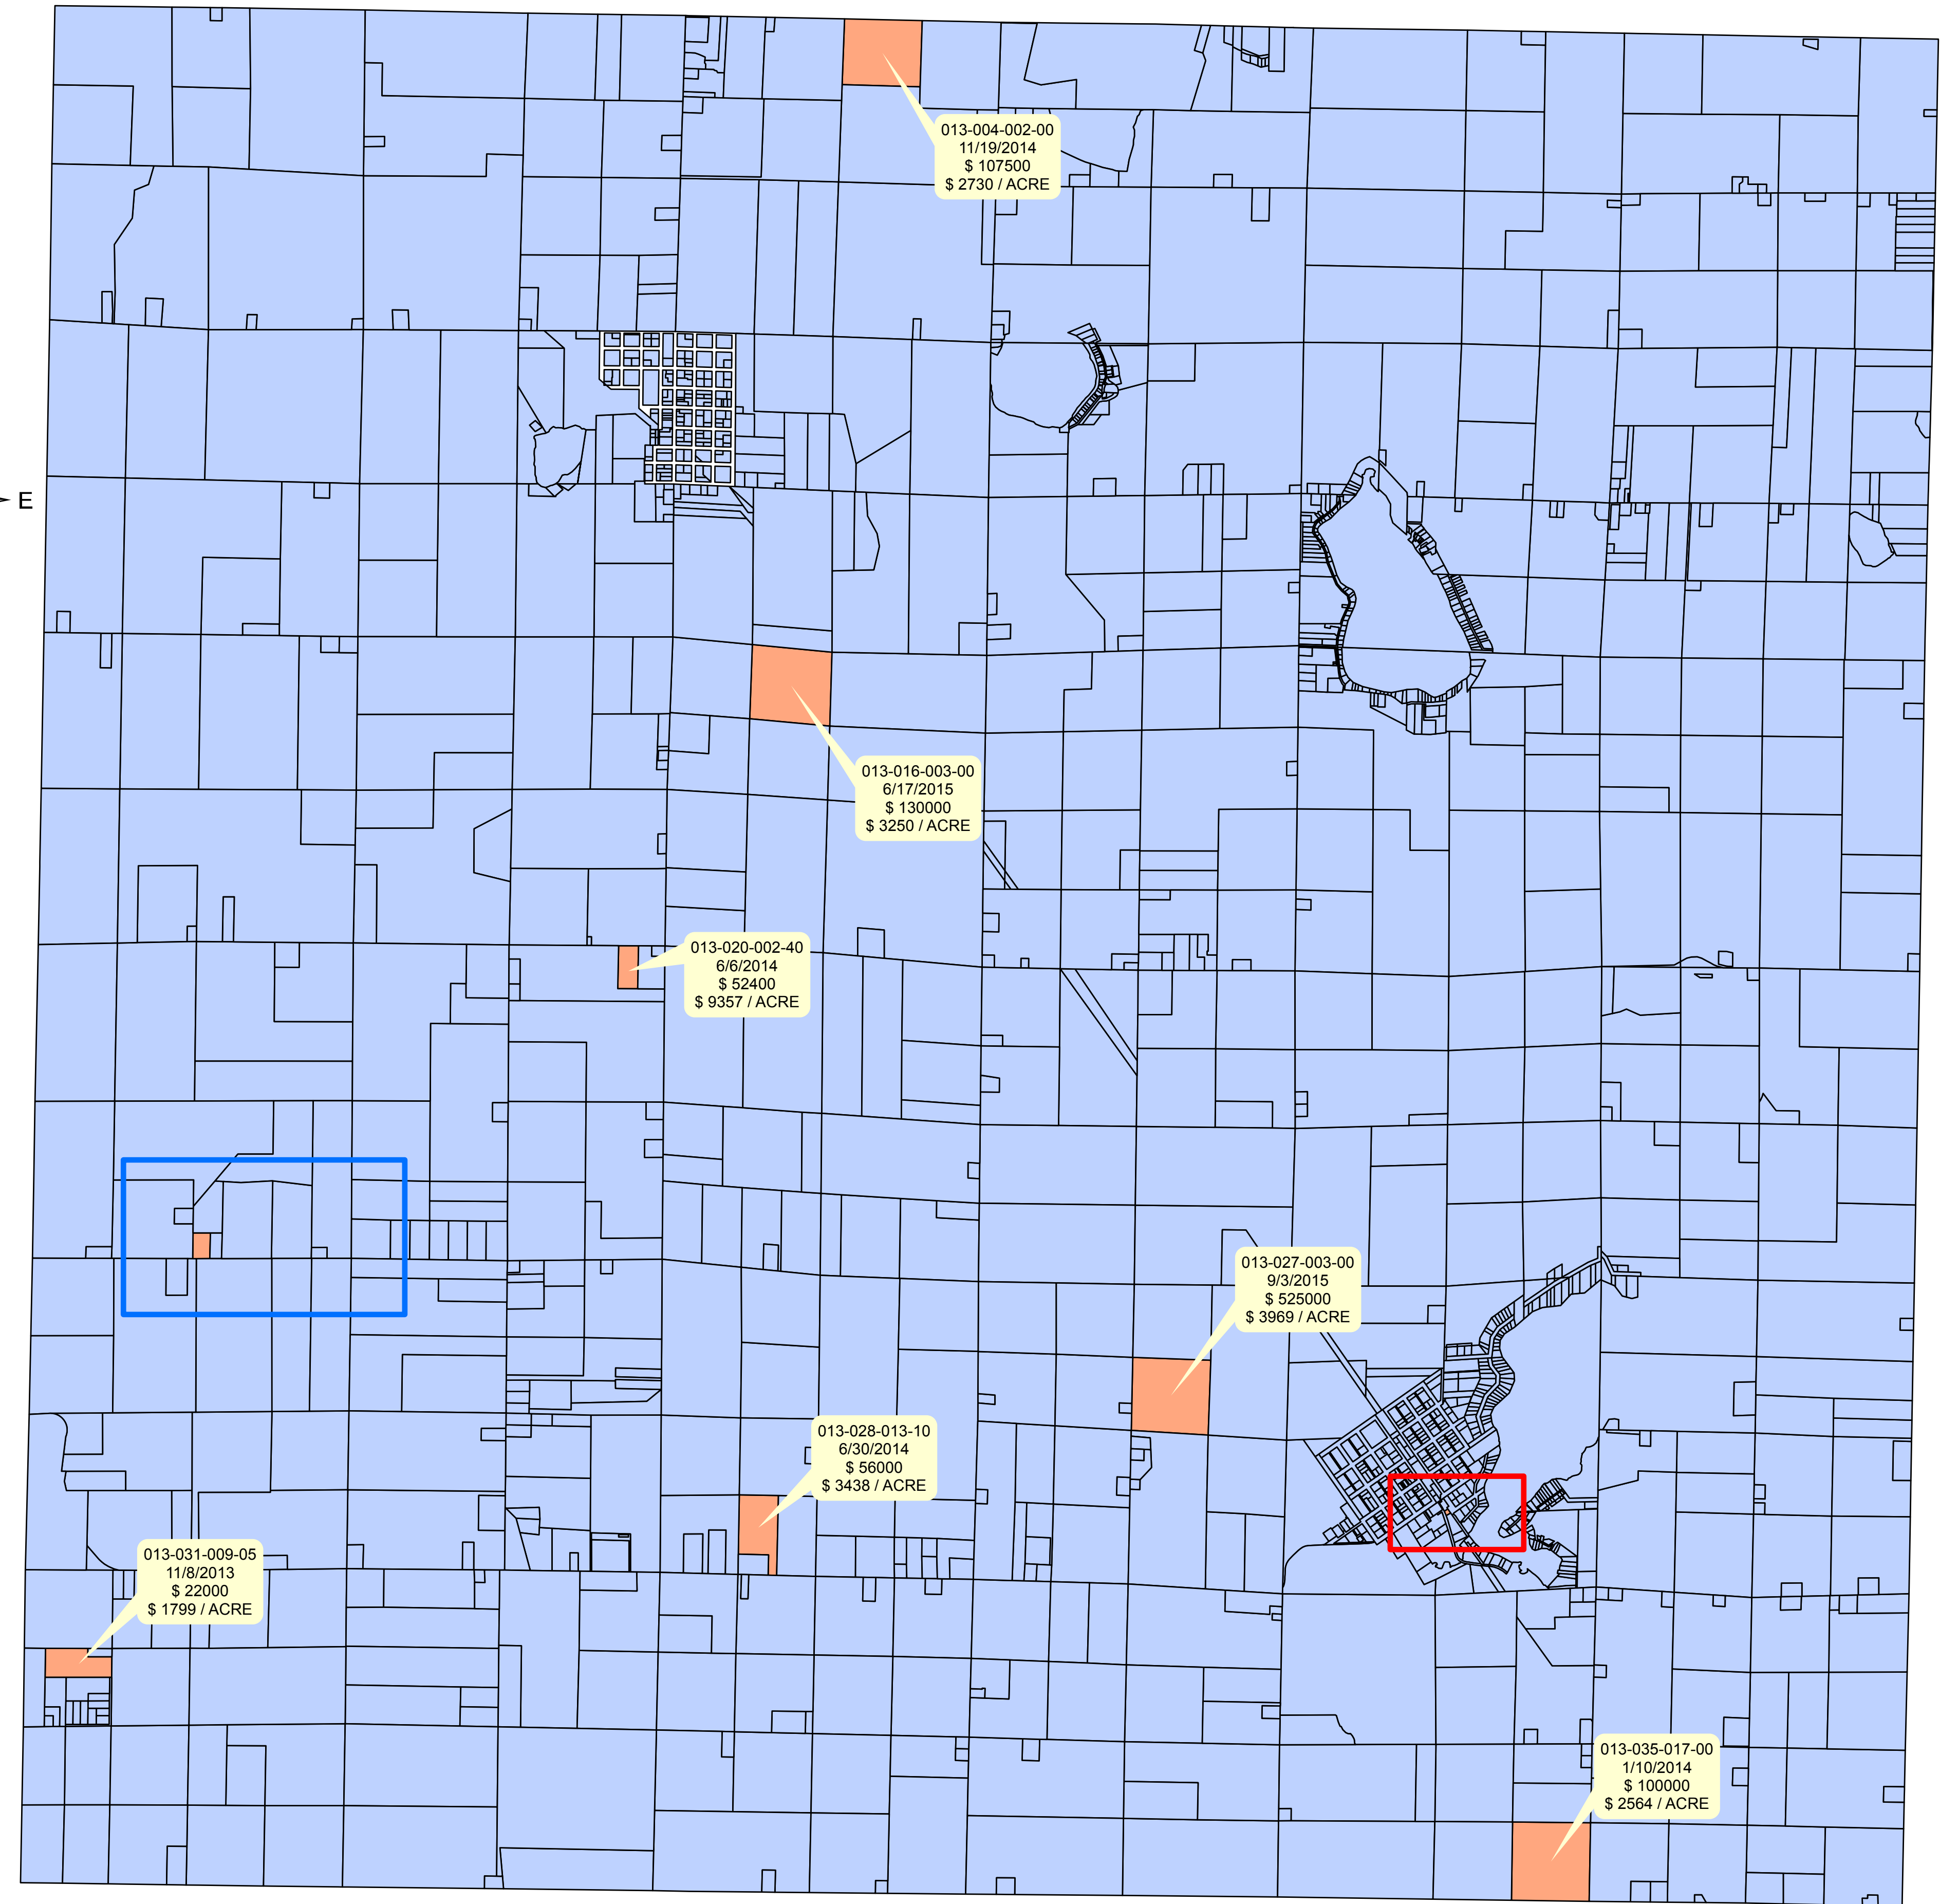 013-004-002-00
11/19/2014
$ 107500
$ 2730 / ACRE
E
013-016-003-00
6/17/2015
$ 130000
$ 3250 / ACRE
013-020-002-40
6/6/2014
$ 52400
$ 9357 / ACRE
013-027-003-00
9/3/2015
$ 525000
$ 3969 / ACRE
013-028-013-10
6/30/2014
$ 56000
$ 3438 / ACRE
013-031-009-05
11/8/2013
$ 22000
$ 1799 / ACRE
013-035-017-00
1/10/2014
$ 100000
$ 2564 / ACRE